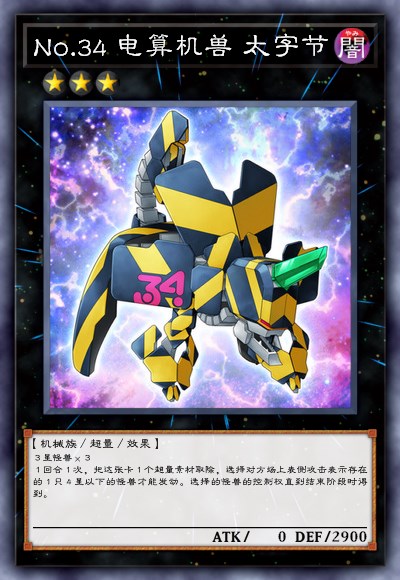 No.34 电算机兽 太字节 闇
やみ
34
【机械族／超量／效果】
３星怪兽×３
１回合１次，把这张卡１个超量素材取除，选择对方场上表侧攻击表示存在
的１只４星以下的怪兽才能发动。选择的怪兽的控制权直到结束阶段时得
到。
ATK/ 0 DEF/2900